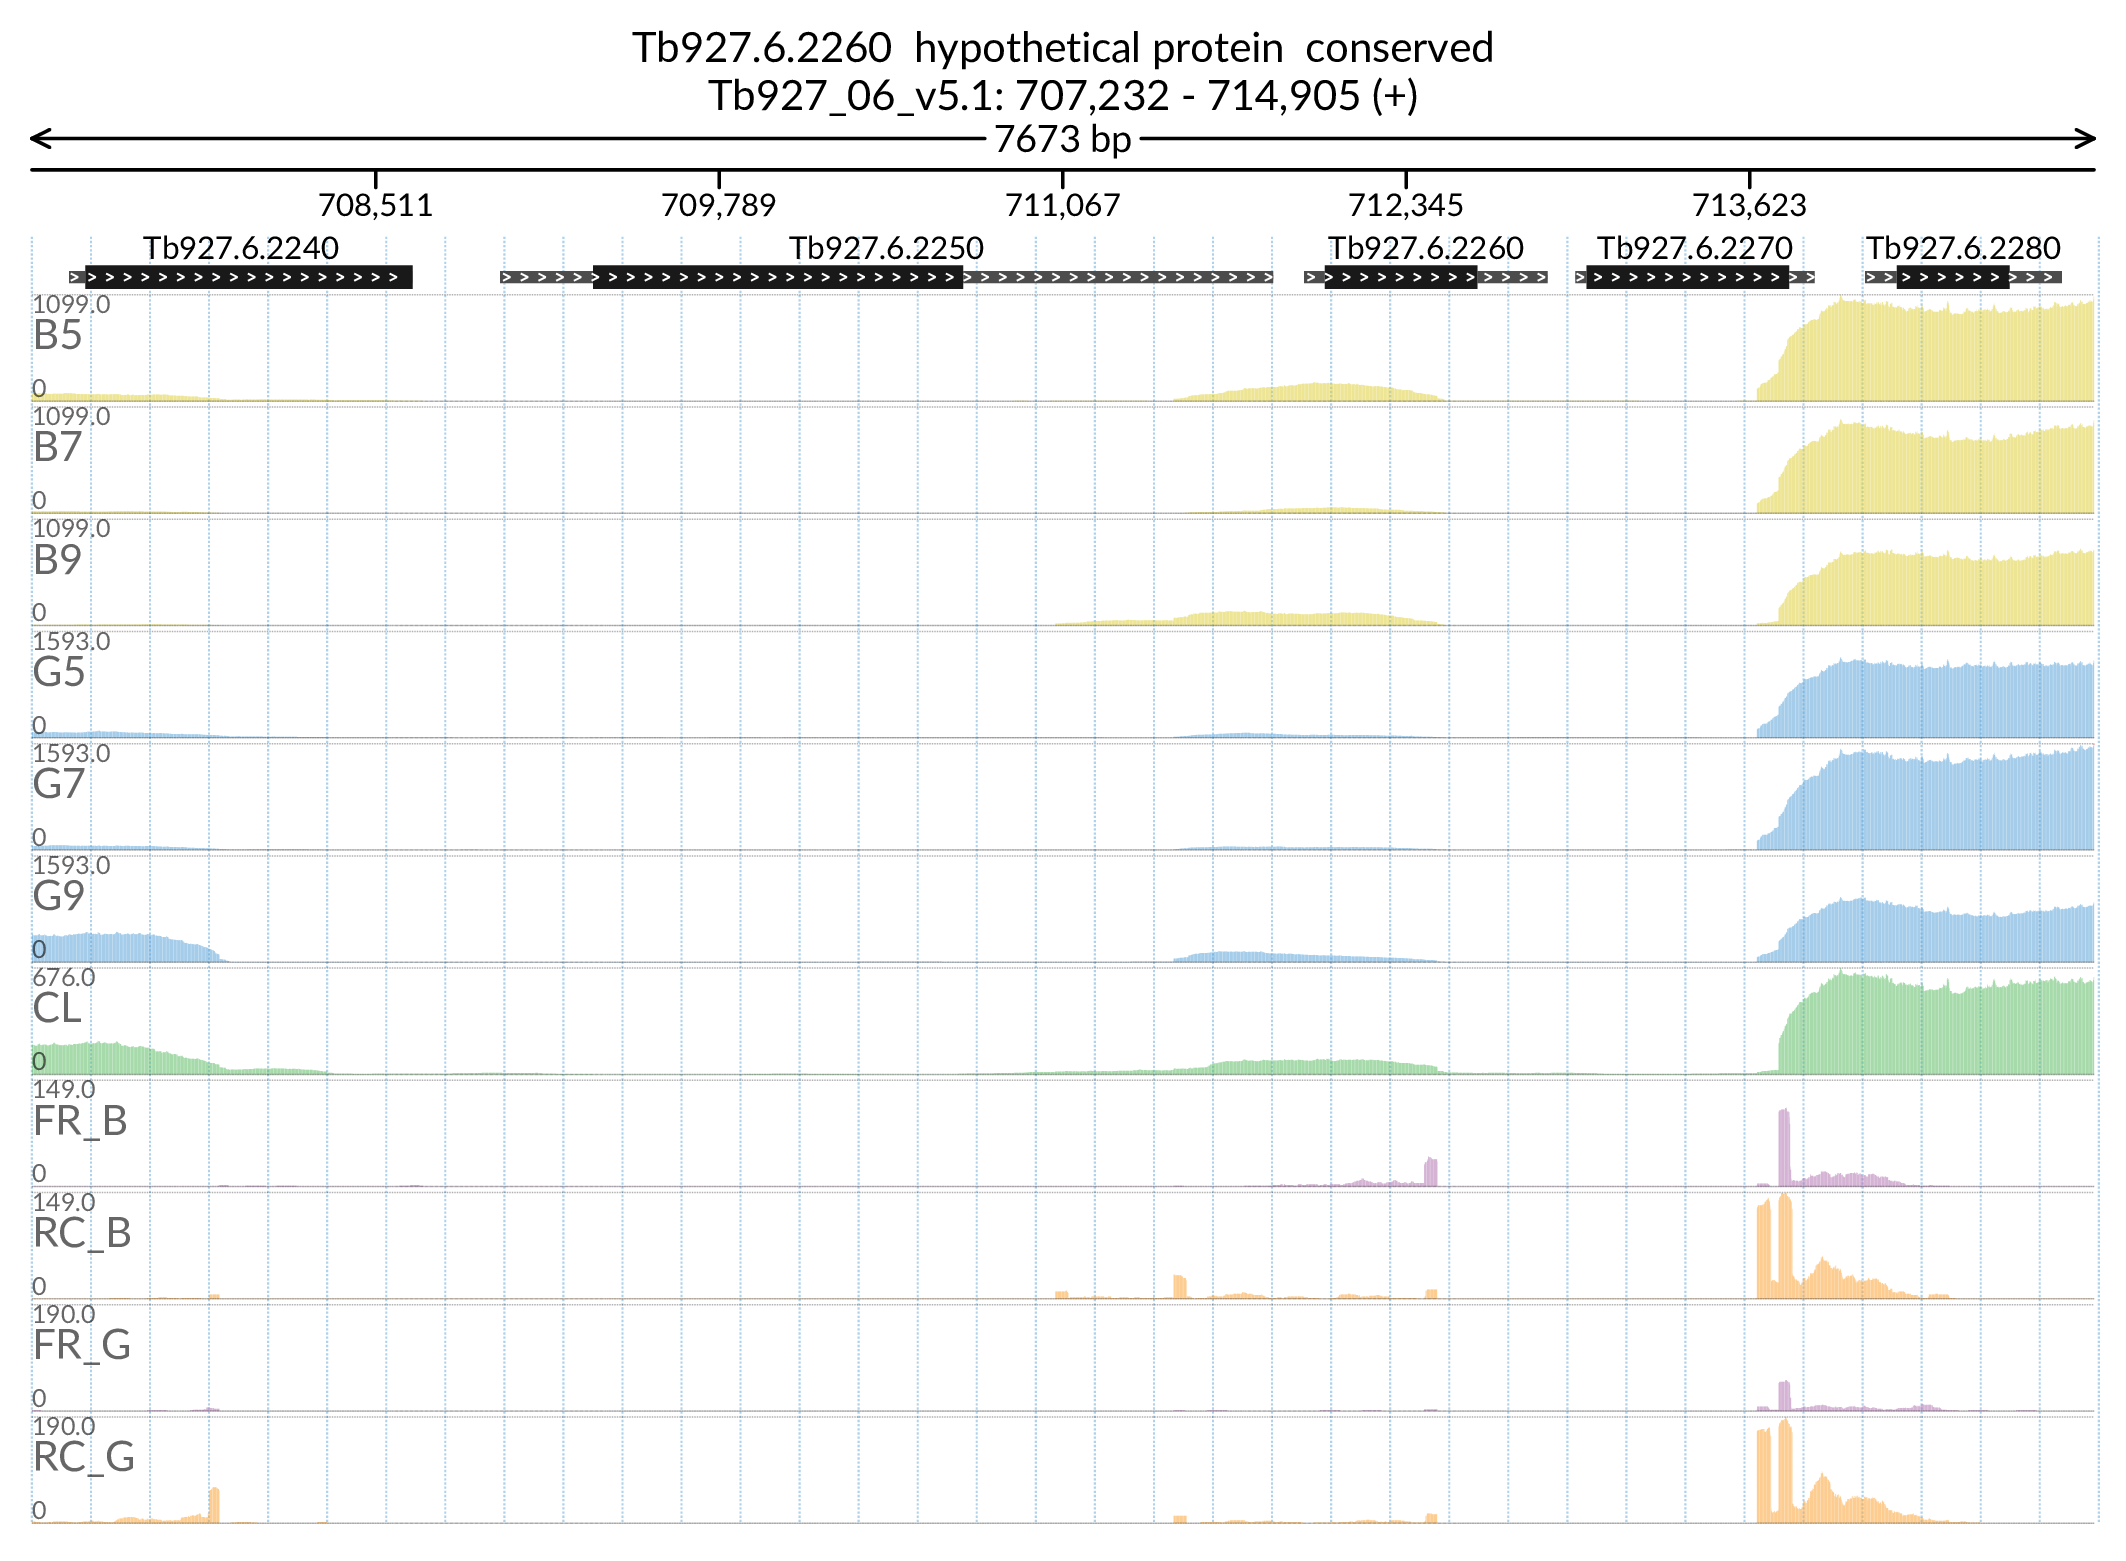 Tb927.6.2260  hypothetical protein  conserved
Tb927_06_v5.1: 707,232 - 714,905 (+)
7673 bp
708,511 709,789 711,067 712,345 713,623
Tb927.6.2240 Tb927.6.2250 Tb927.6.2260 Tb927.6.2270 Tb927.6.2280
1099.0
B5
0
1099.0
B7
0
1099.0
B9
0
1593.0
G5
0
1593.0
G7
0
1593.0
G9
0
676.0
CL
0
149.0
FR_B
0
149.0
RC_B
0
190.0
FR_G
0
190.0
RC_G
0